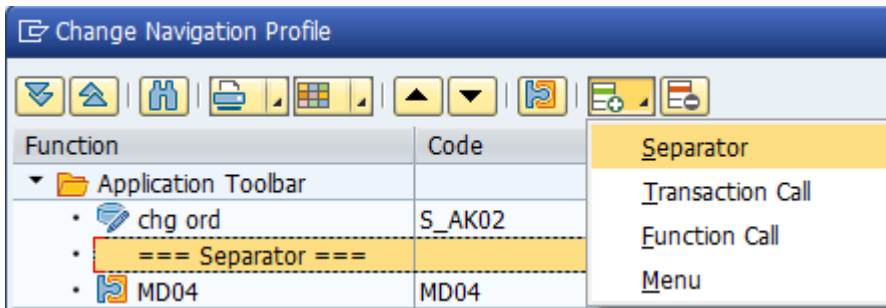 Change Navigation Profile
Function Code
Separator
Application Toolbar
Transaction Call
chg ord S_AK02
Function Call
=== Separator ===
MD04 MD04
Menu